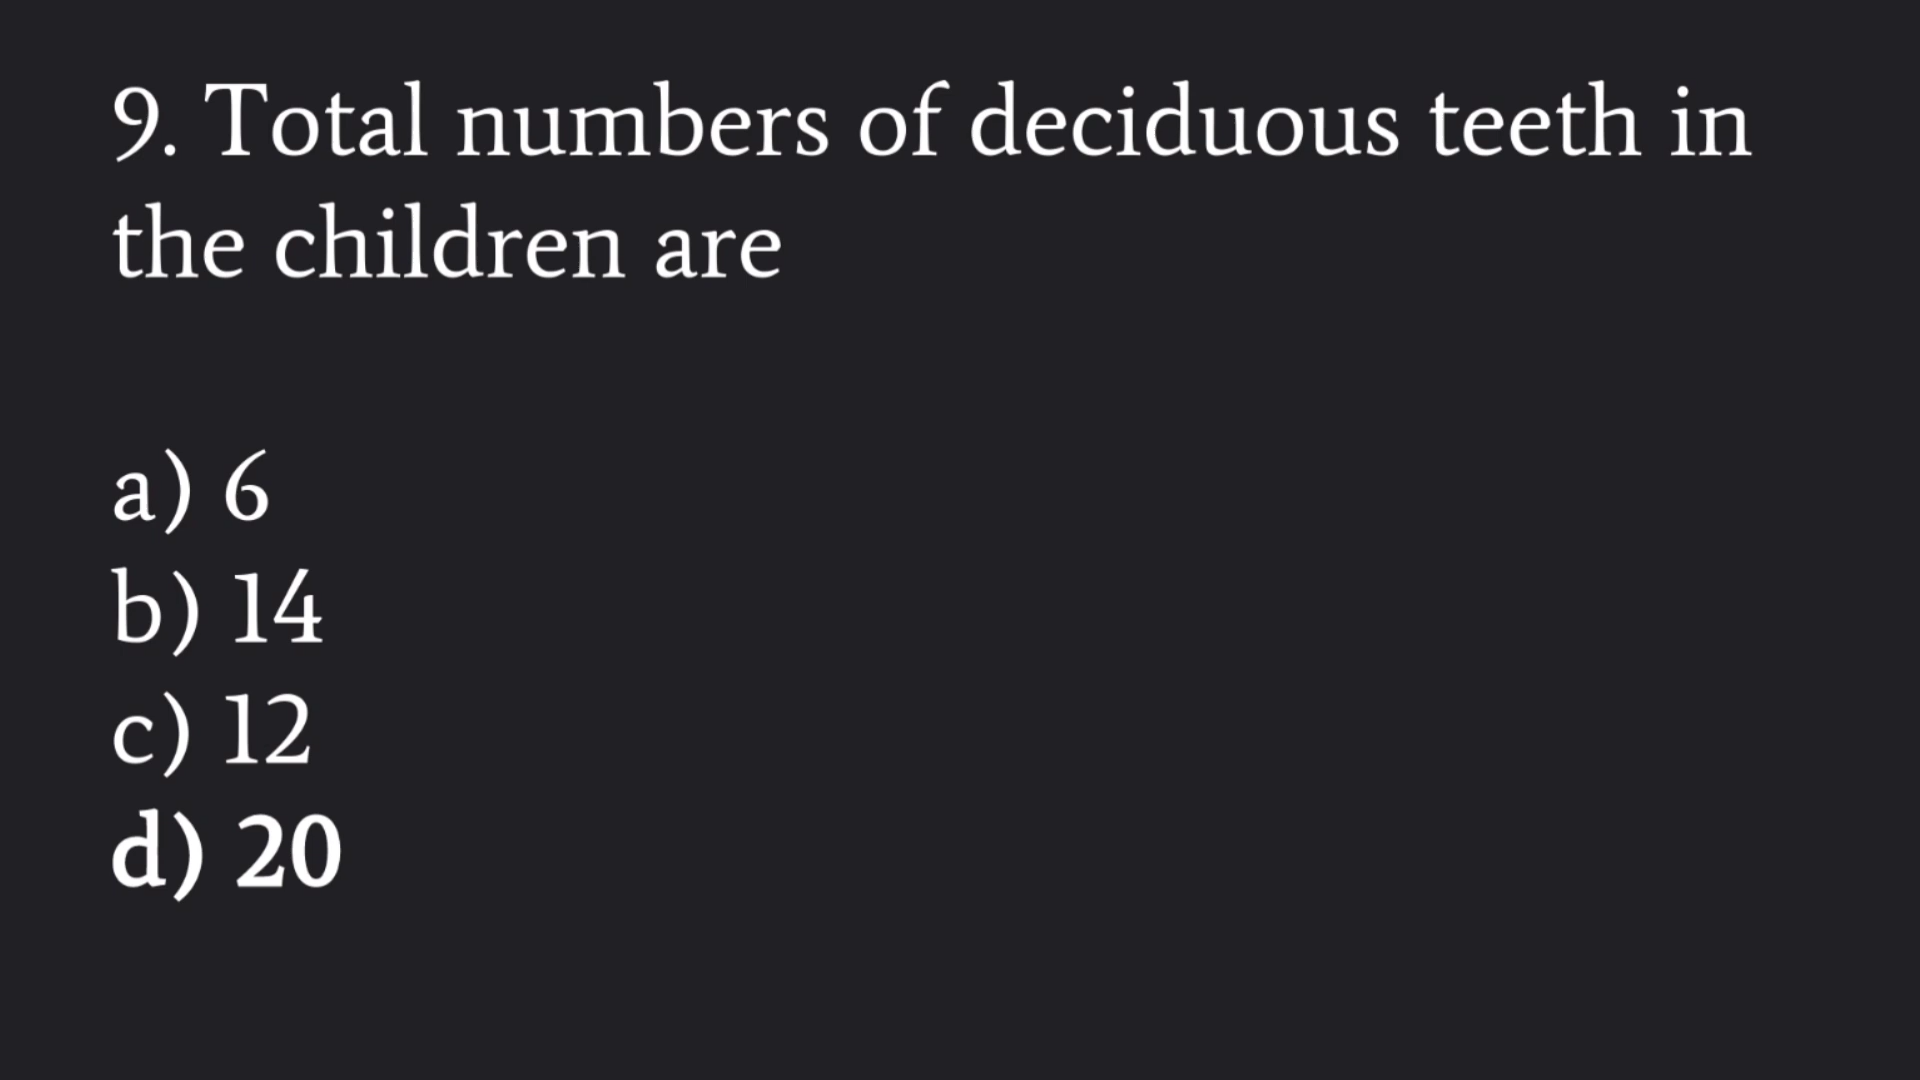 9. Total numbers of deciduous teeth in
the children are
a) 6
b) 14
c) 12
d) 20